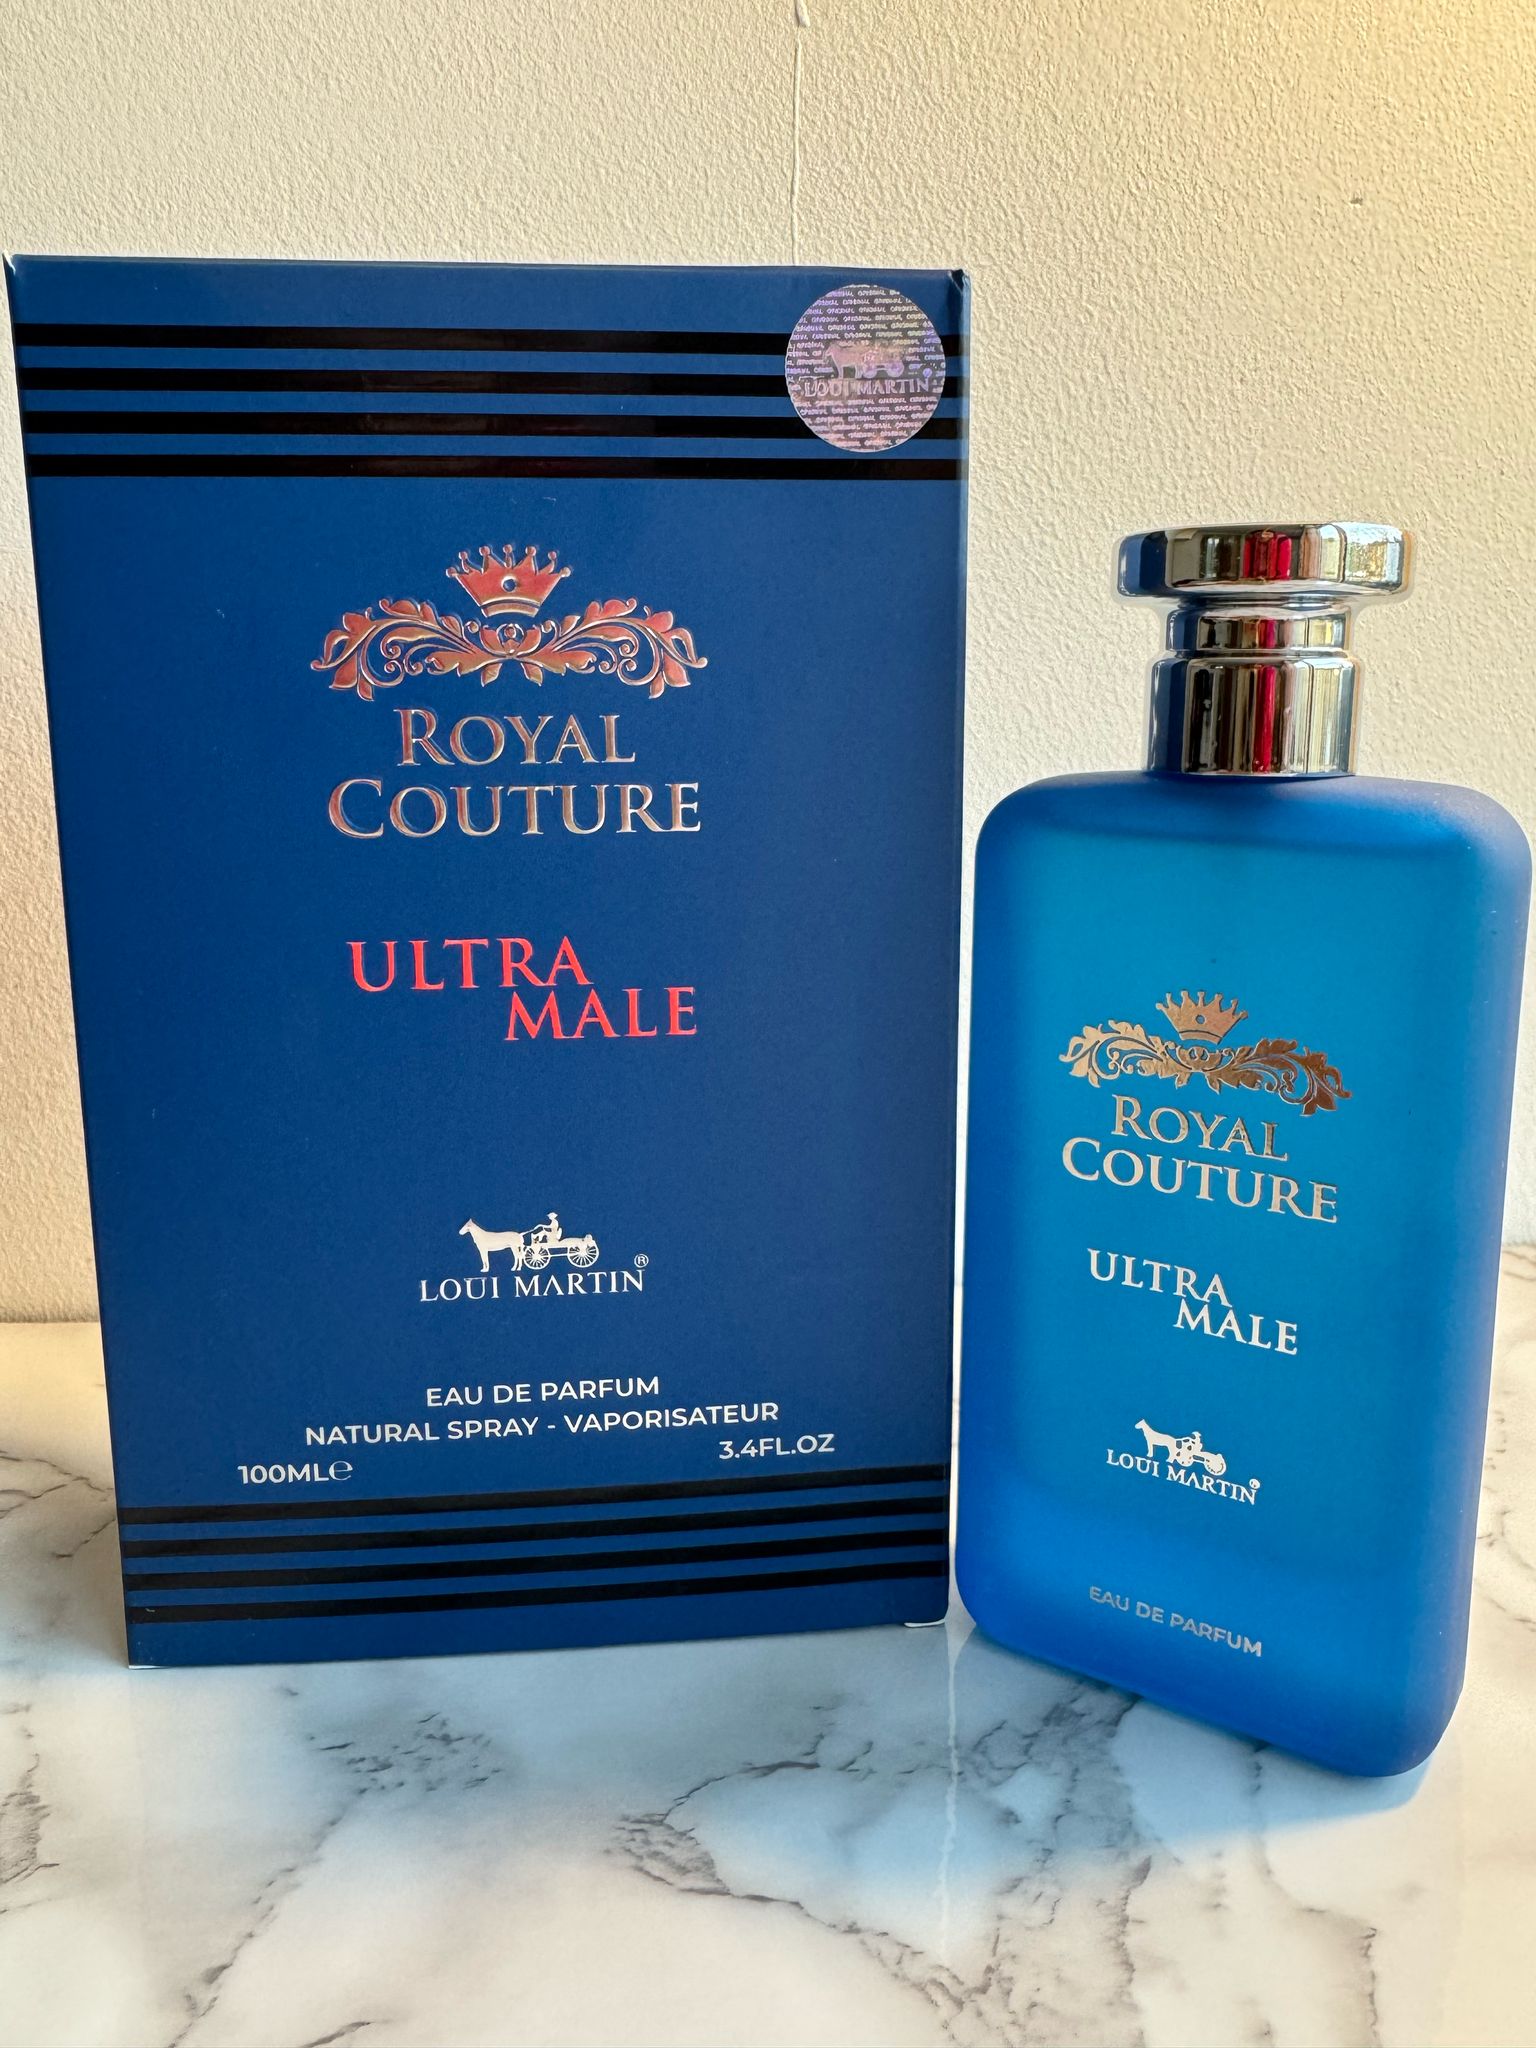 LOUI MARTIN
ROYAL
COUTURE
ULTRA
MALE
LOUI MARTIN®
EAU DE PARFUM
NATURAL SPRAY - VAPORISATEUR
100ML℮
3.4FL.OZ
ROYAL
COUTURE
ULTRA
MALE
LOUI MARTIN®
EAU DE PARFUM